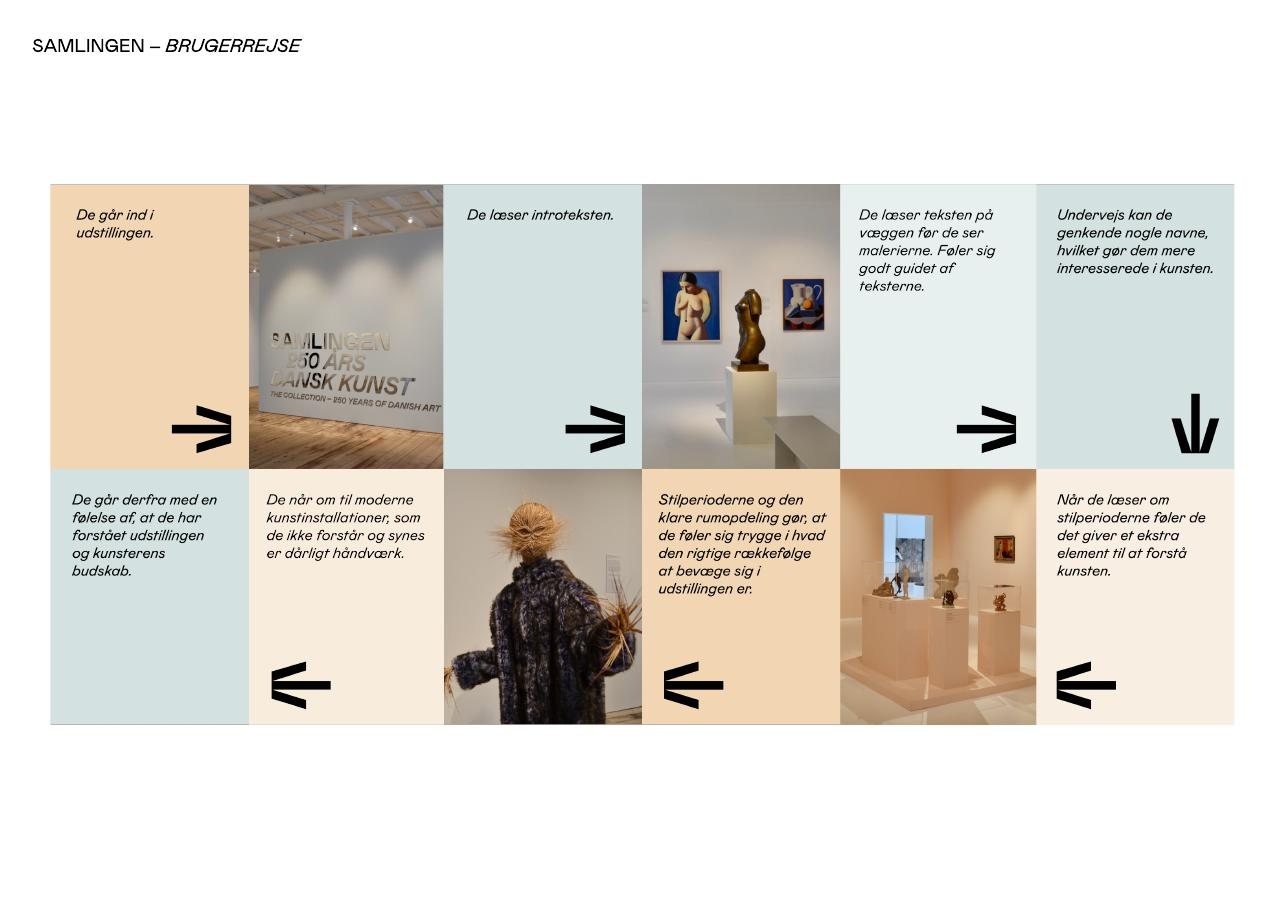 SAMLINGEN – BRUGERREJSE
De går ind i
udstillingen.
SAMLINGEN
250 ÅRS
DANSK KUNST
THE COLLECTION – 250 YEARS OF DANISH ART
De læser introteksten.
De læser teksten på
væggen før de ser
malerierne. Føler sig
godt guidet af
teksterne.
Undervejs kan de
genkende nogle navne,
hvilket gør dem mere
interesserede i kunsten.
Når de læser om
stilperioderne føler de
det giver et ekstra
element til at forstå
kunsten.
Stilperioderne og den
klare rumopdeling gør, at
de føler sig trygge i hvad
den rigtige rækkefølge
at bevæge sig i
udstillingen er.
De når om til moderne
kunstinstallationer, som
de ikke forstår og synes
er dårligt håndværk.
De går derfra med en
følelse af, at de har
forstået udstillingen
og kunsterens
budskab.